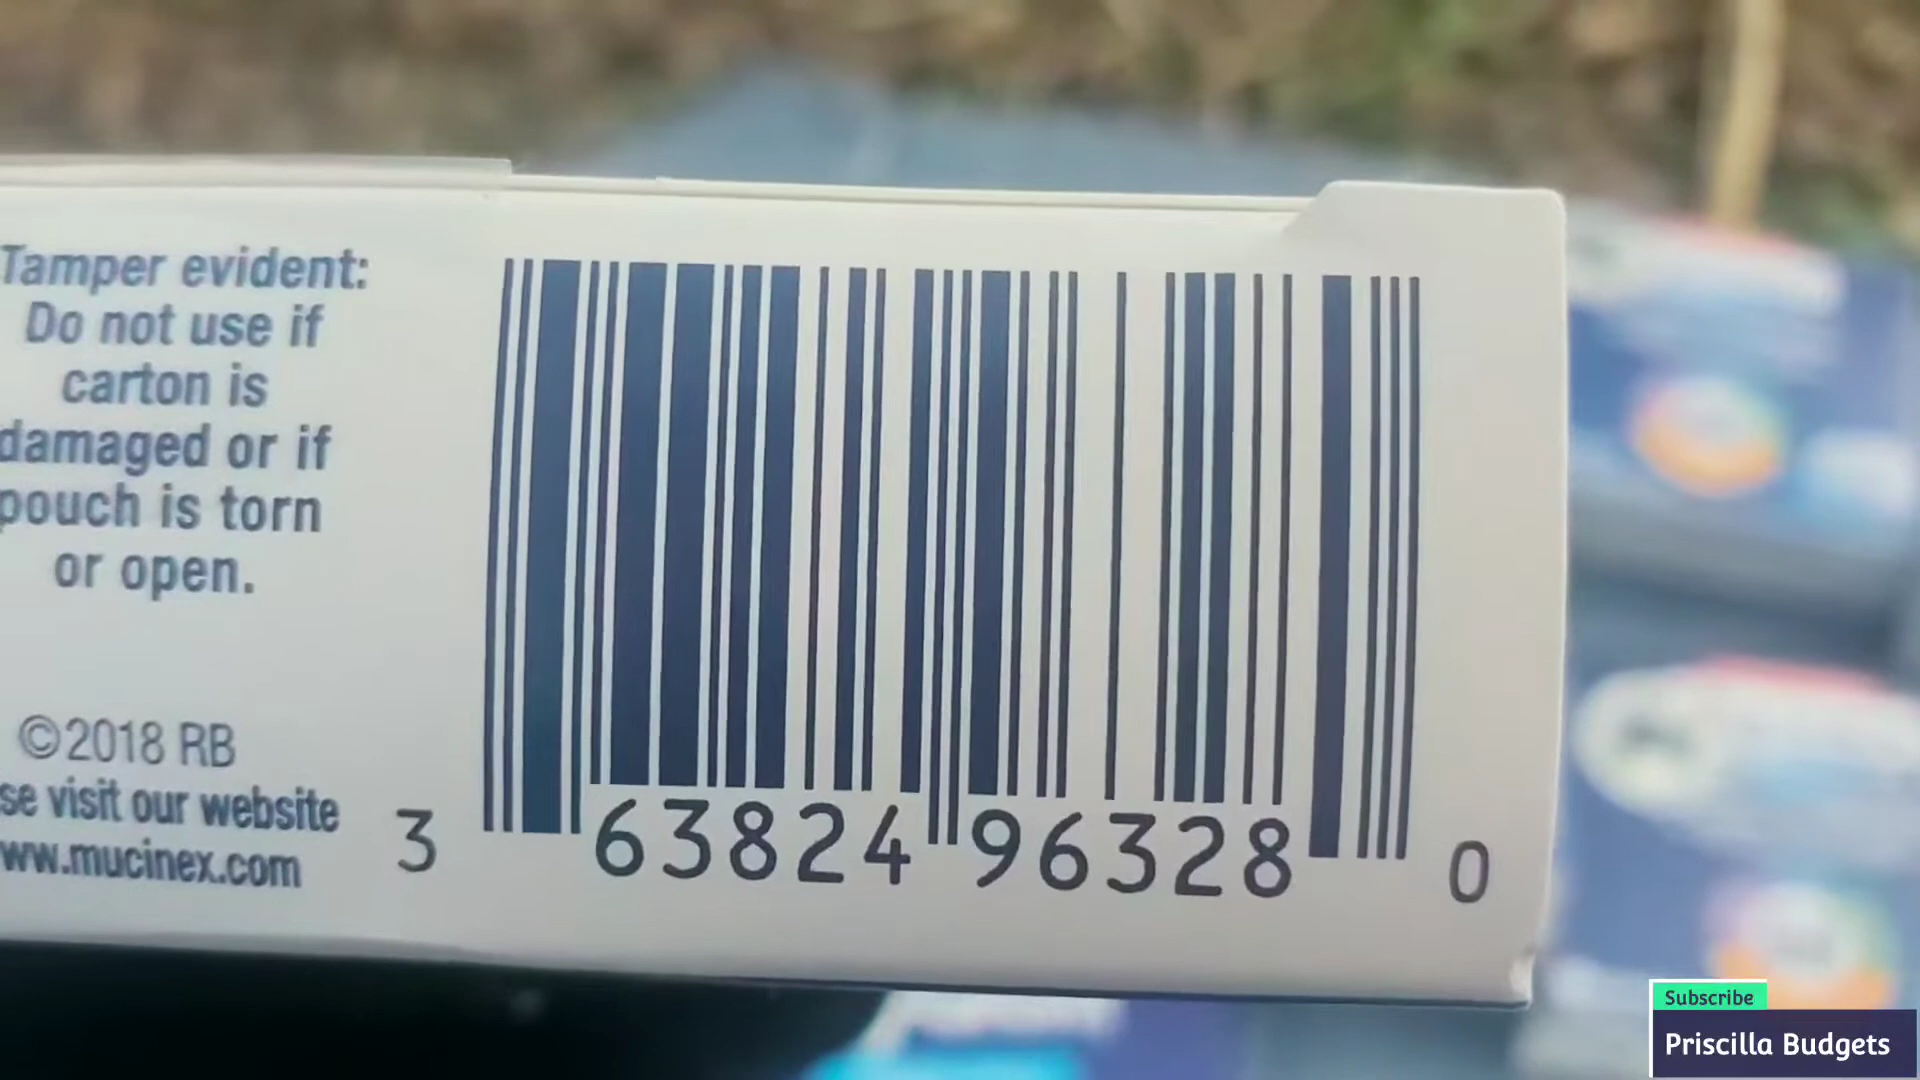 Tamper evident:
Do not use if
carton is
damaged or if
pouch is torn
or open.
©2018 RB
se visit our website
ww.mucinex.com
3 63824 96328 0
Subscribe
Priscilla Budgets